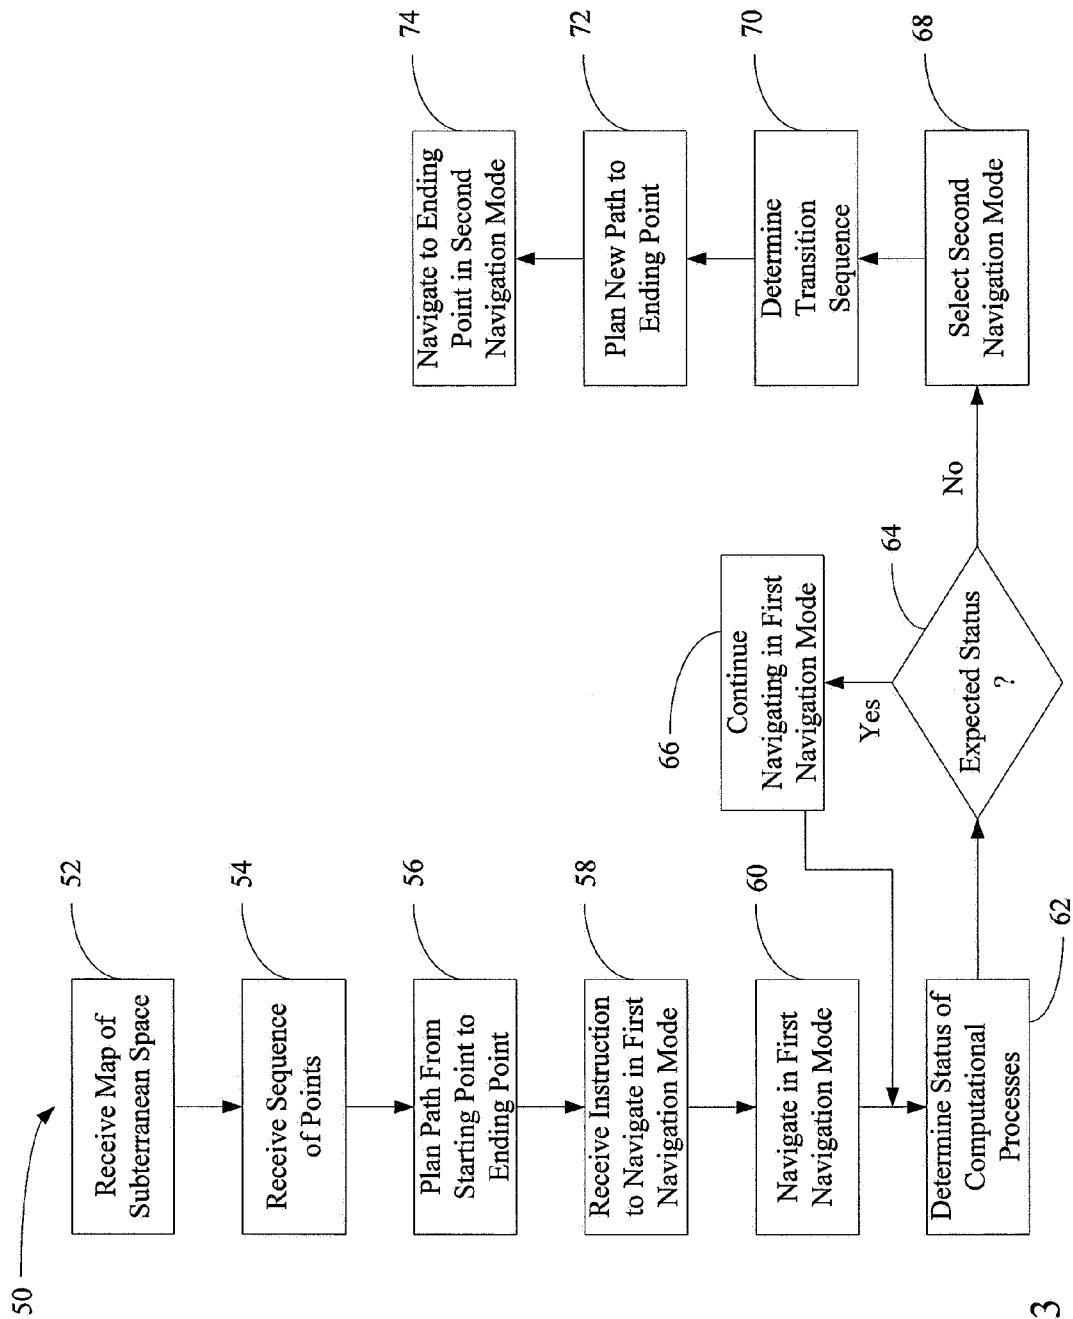 50
52
Receive Map of
Subterranean Space
54
Receive Sequence
of Points
56
Plan Path From
Starting Point to
Ending Point
58
Receive Instruction
to Navigate in First
Navigation Mode
60
Navigate in First
Navigation Mode
62
Determine Status of
Computational
Processes
64
Expected Status
?
Yes
66
Continue
Navigating in First
Navigation Mode
No
68
Select Second
Navigation Mode
70
Determine
Transition
Sequence
72
Plan New Path to
Ending Point
74
Navigate to Ending
Point in Second
Navigation Mode
3